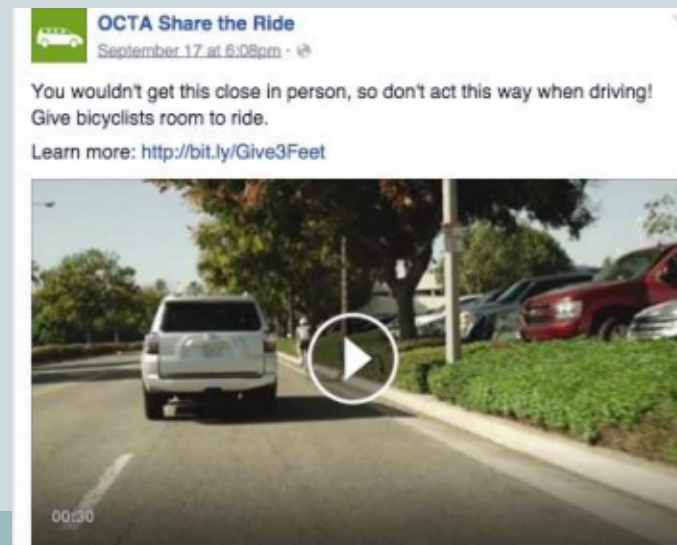 OCTA Share the Ride
September 17 at 6:08pm ·
You wouldn't get this close in person, so don't act this way when driving!
Give bicyclists room to ride.
Learn more: http://bit.ly/Give3Feet
00:30